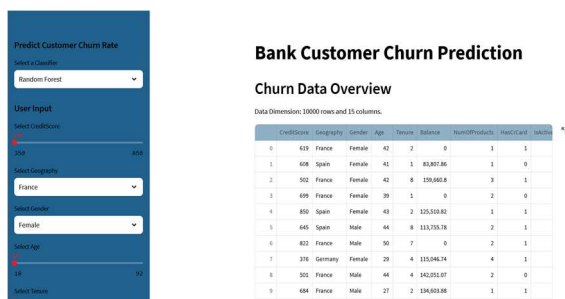 Predict Customer Churn Rate
Select a Classifier
Random Forest
User Input
Select CreditScore
350 850
Select Geography
France
Select Gender
Female
Select Age
18 92
Select Tenure
Bank Customer Churn Prediction
Churn Data Overview
Data Dimension: 10000 rows and 15 columns.
CreditScore Geography Gender Age Tenure Balance NumOfProducts HasCrCard IsActive
0 619 France Female 42 2 0 1 1
1 608 Spain Female 41 1 83,807.86 1 0
2 502 France Female 42 8 159,660.8 3 1
3 699 France Female 39 1 0 2 0
4 850 Spain Female 43 2 125,510.82 1 1
5 645 Spain Male 44 8 113,755.78 2 1
6 822 France Male 50 7 0 2 1
7 376 Germany Female 29 4 115,046.74 4 1
8 501 France Male 44 4 142,051.07 2 0
9 684 France Male 27 2 134,603.88 1 1